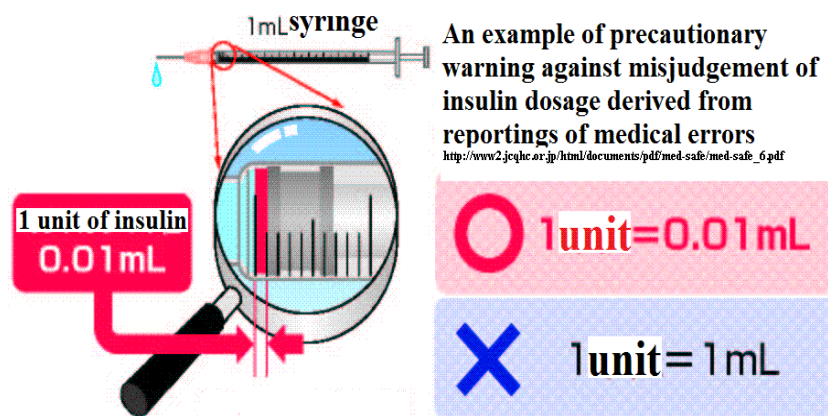 1mLsyringe
An example of precautionary
warning against misjudgement of
insulin dosage derived from
reportings of medical errors
http://www2.jcqhc.or.jp/html/documents/pdf/med-safe/med-safe_6.pdf
1 unit of insulin
0.01mL
1unit=0.01mL
1unit=1mL